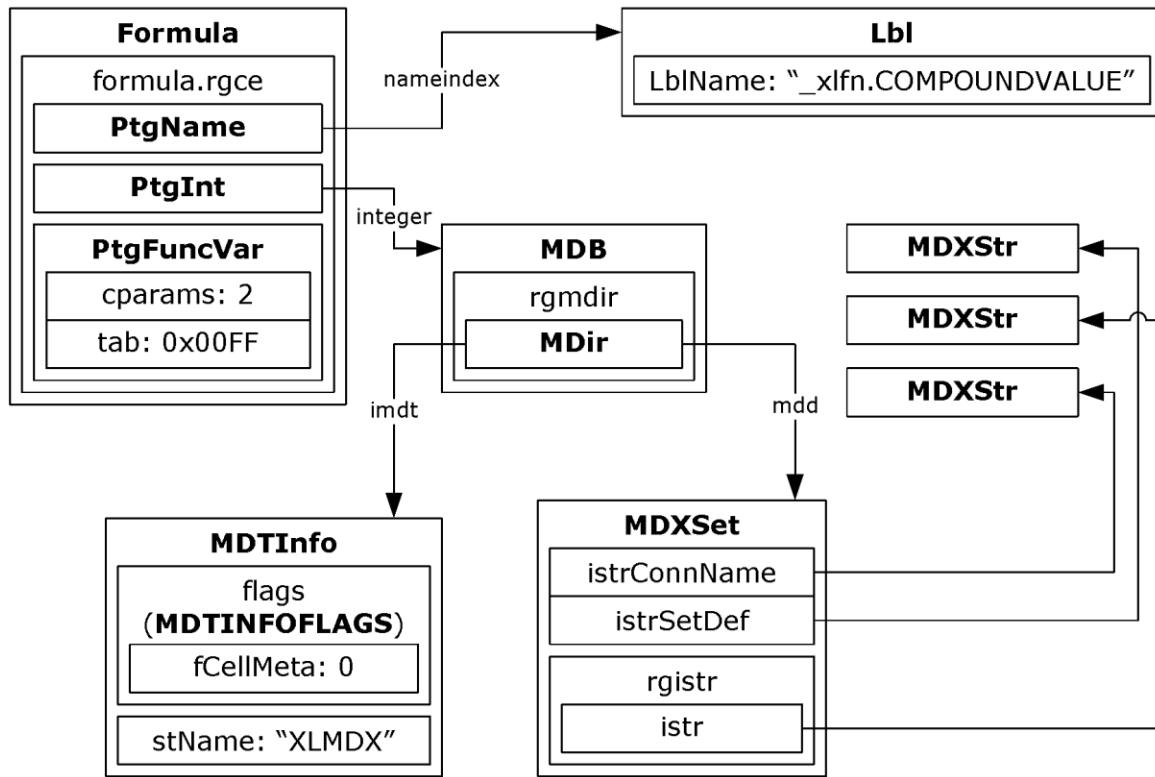 Formula
formula.rgce
PtgName
PtgInt
PtgFuncVar
cparams: 2
tab: 0x00FF
nameindex
Lbl
LblName: “_xlfn.COMPOUNDVALUE”
integer
MDB
rgmdir
MDir
imdt
mdd
MDXStr
MDXStr
MDXStr
MDTInfo
flags
(MDTINFOFLAGS)
fCellMeta: 0
stName: “XLMDX”
MDXSet
istrConnName
istrSetDef
rgistr
istr